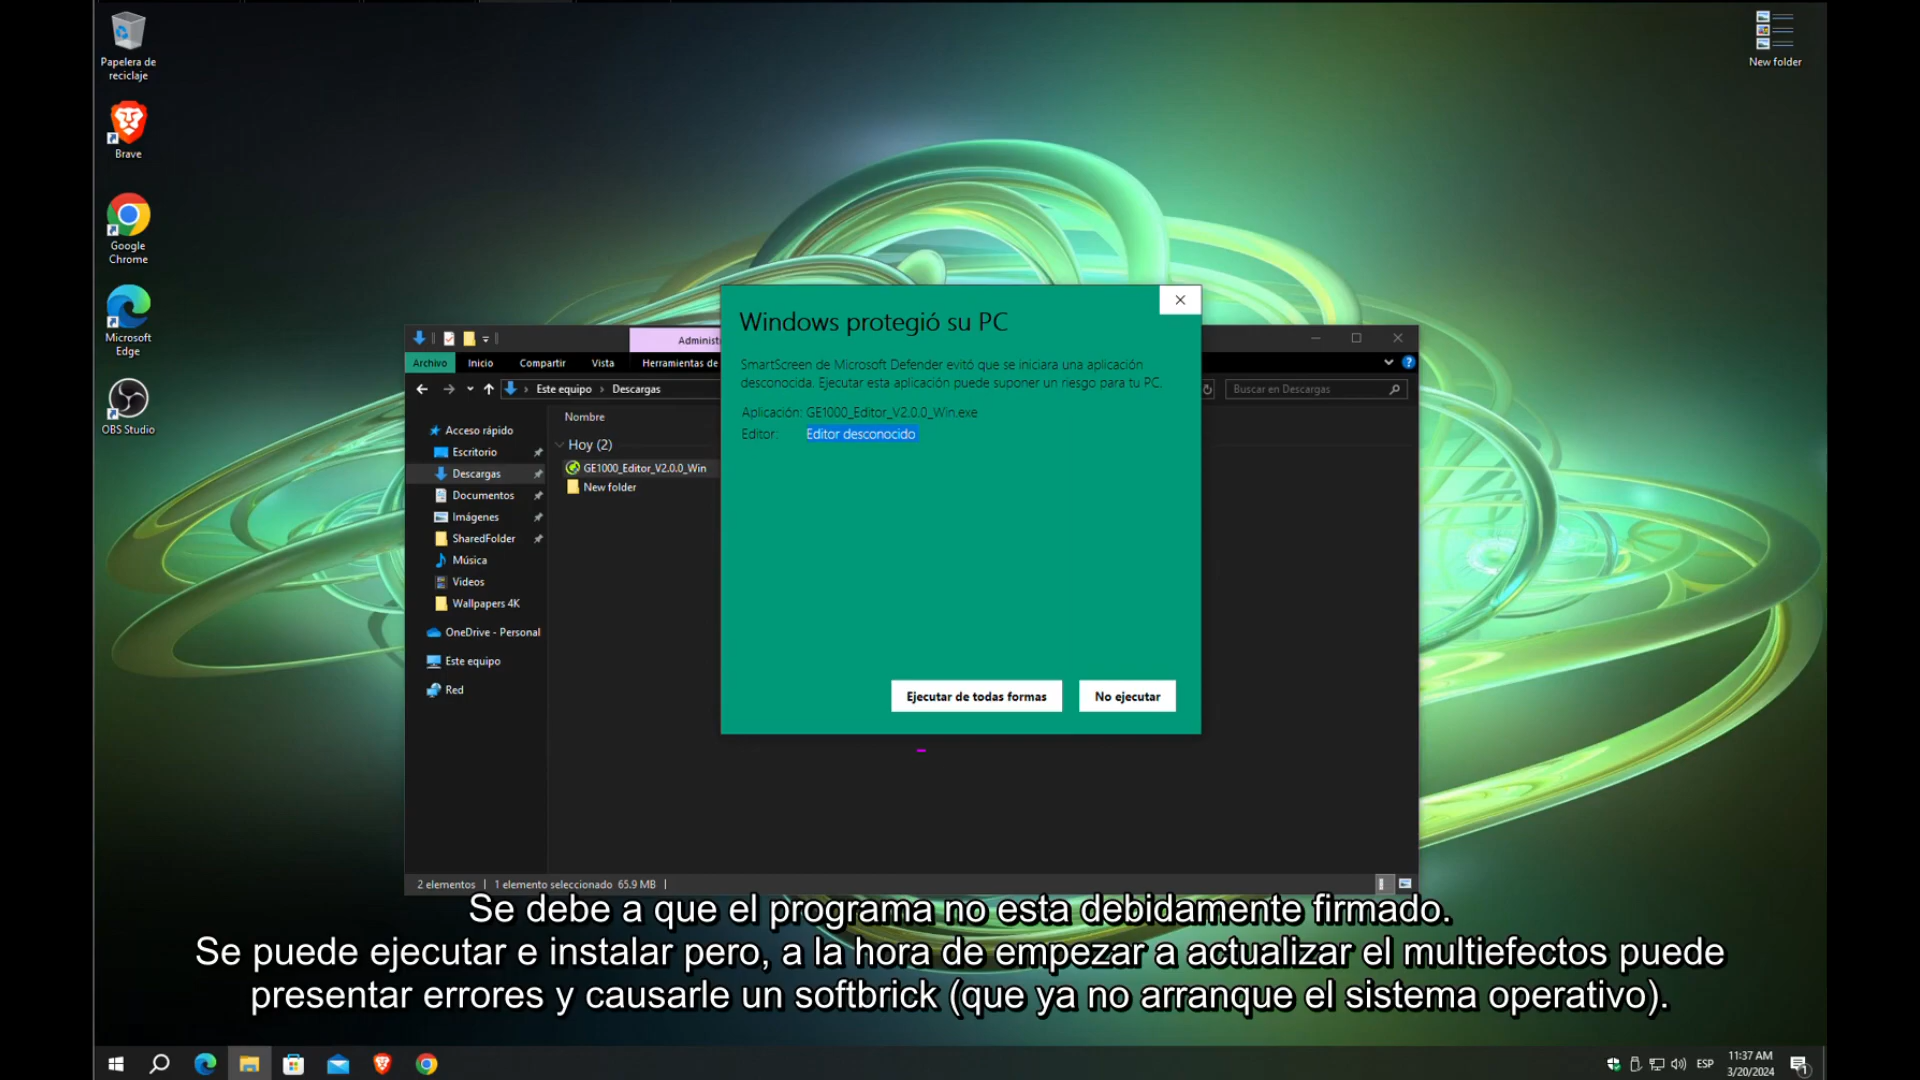 Papelera de
reciclaje
Brave
Google
Chrome
Microsoft
Edge
OBS Studio
New folder
Administ
Archivo
Inicio
Compartir
Vista
Herramientas de
Este equipo
Descargas
Buscar en Descargas
Acceso rápido
Escritorio
Descargas
Documentos
Imágenes
SharedFolder
Música
Videos
Wallpapers 4K
OneDrive - Personal
Este equipo
Red
Nombre
Hoy (2)
GE1000_Editor_V2.0.0_Win
New folder
2 elementos
1 elemento seleccionado 65.9 MB
Windows protegió su PC
SmartScreen de Microsoft Defender evitó que se iniciara una aplicación
desconocida. Ejecutar esta aplicación puede suponer un riesgo para tu PC.
Aplicación: GE1000_Editor_V2.0.0_Win.exe
Editor: Editor desconocido
Ejecutar de todas formas
No ejecutar
Se debe a que el programa no esta debidamente firmado.
Se puede ejecutar e instalar pero, a la hora de empezar a actualizar el multiefectos puede
presentar errores y causarle un softbrick (que ya no arranque el sistema operativo).
ESP
11:37 AM
3/20/2024
1